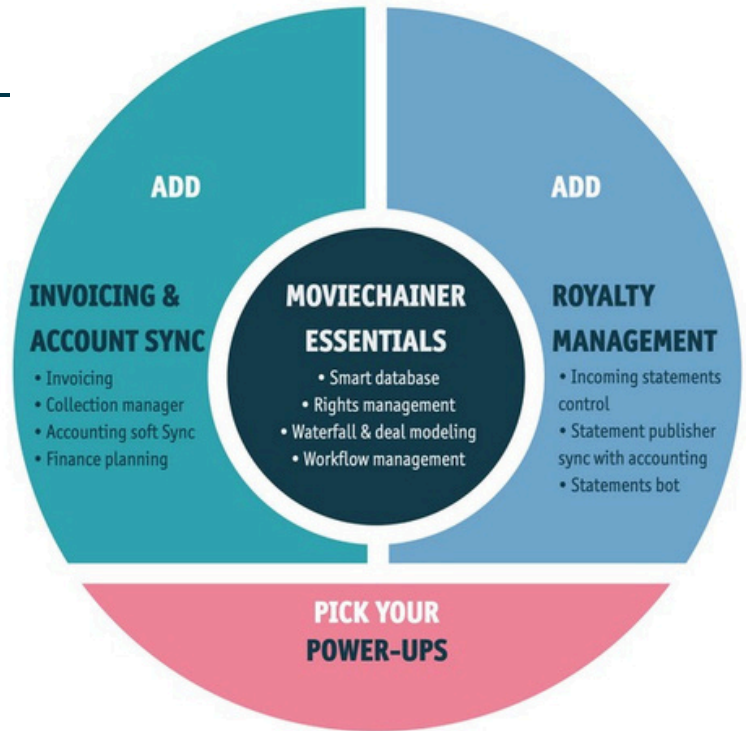 ADD
INVOICING &
ACCOUNT SYNC
• Invoicing
• Collection manager
• Accounting soft Sync
• Finance planning
MOVIECHAINER
ESSENTIALS
• Smart database
• Rights management
• Waterfall & deal modeling
• Workflow management
ADD
ROYALTY
MANAGEMENT
• Incoming statements
control
• Statement publisher
sync with accounting
• Statements bot
PICK YOUR
POWER-UPS